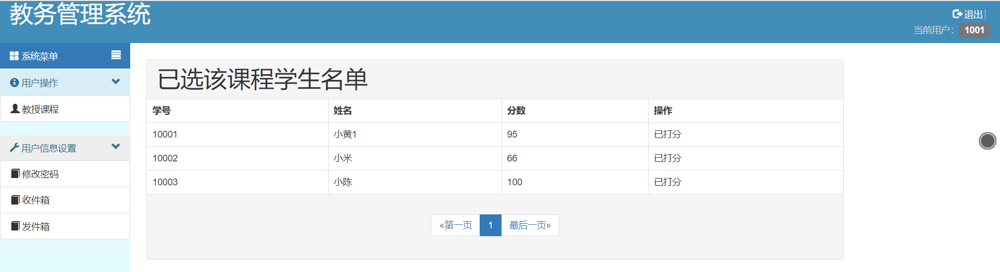 教务管理系统
退出|
当前用户： 1001
系统菜单
用户操作
教授课程
用户信息设置
修改密码
收件箱
发件箱
已选该课程学生名单
学号 姓名 分数 操作
10001 小黄1 95 已打分
10002 小米 66 已打分
10003 小陈 100 已打分
«第一页 1 最后一页»